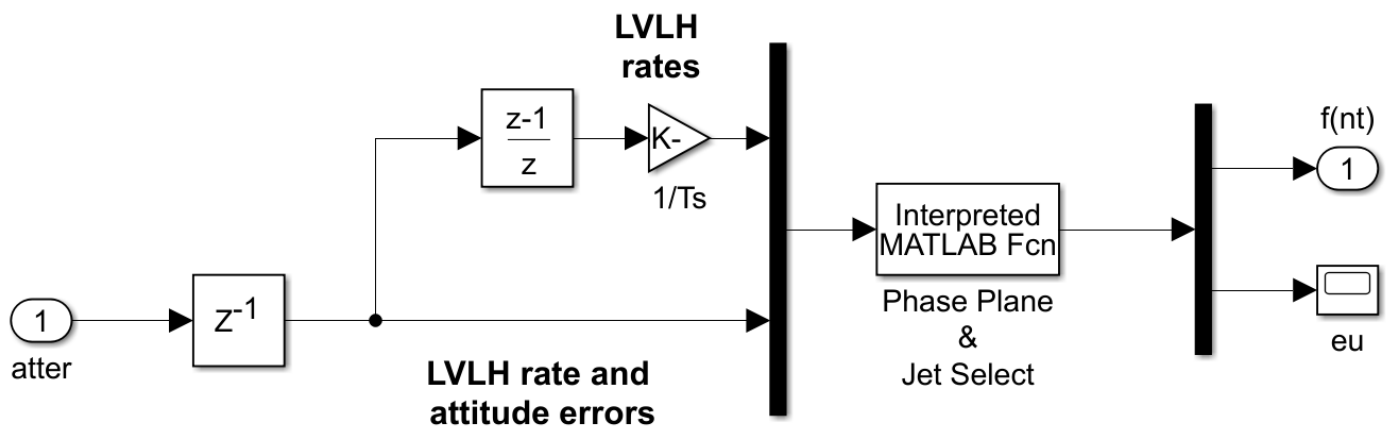 LVLH
rates
z-1
z
K-
1/Ts
1
atter
Z-1
LVLH rate and
attitude errors
Interpreted
MATLAB Fcn
Phase Plane
&
Jet Select
f(nt)
1
eu